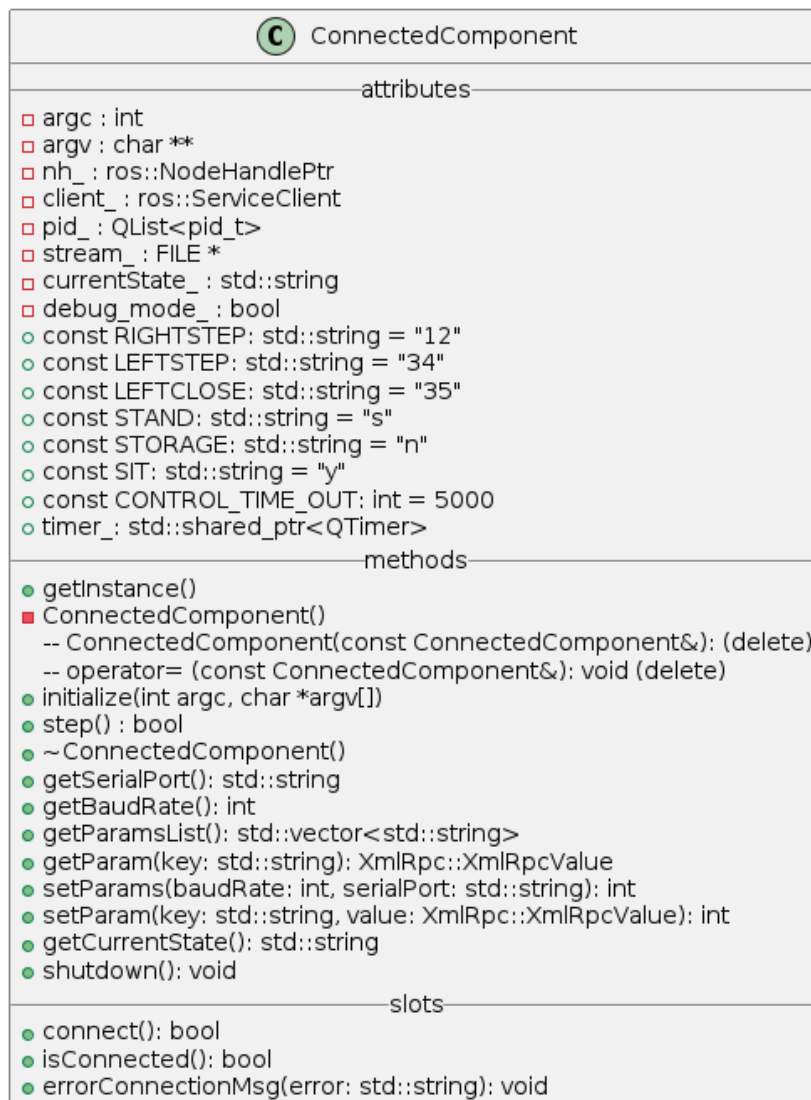 C ConnectedComponent
attributes
argc : int
argv : char **
nh_ : ros::NodeHandlePtr
client_ : ros::ServiceClient
pid_ : QList<pid_t>
stream_ : FILE *
currentState_ : std::string
debug_mode_ : bool
const RIGHTSTEP: std::string = "12"
const LEFTSTEP: std::string = "34"
const LEFTCLOSE: std::string = "35"
const STAND: std::string = "s"
const STORAGE: std::string = "n"
const SIT: std::string = "y"
const CONTROL_TIME_OUT: int = 5000
timer_: std::shared_ptr<QTimer>
methods
getInstance()
ConnectedComponent()
-- ConnectedComponent(const ConnectedComponent&): (delete)
-- operator= (const ConnectedComponent&): void (delete)
initialize(int argc, char *argv[])
step() : bool
~ConnectedComponent()
getSerialPort(): std::string
getBaudRate(): int
getParamsList(): std::vector<std::string>
getParam(key: std::string): XmlRpc::XmlRpcValue
setParams(baudRate: int, serialPort: std::string): int
setParam(key: std::string, value: XmlRpc::XmlRpcValue): int
getCurrentState(): std::string
shutdown(): void
slots
connect(): bool
isConnected(): bool
errorConnectionMsg(error: std::string): void